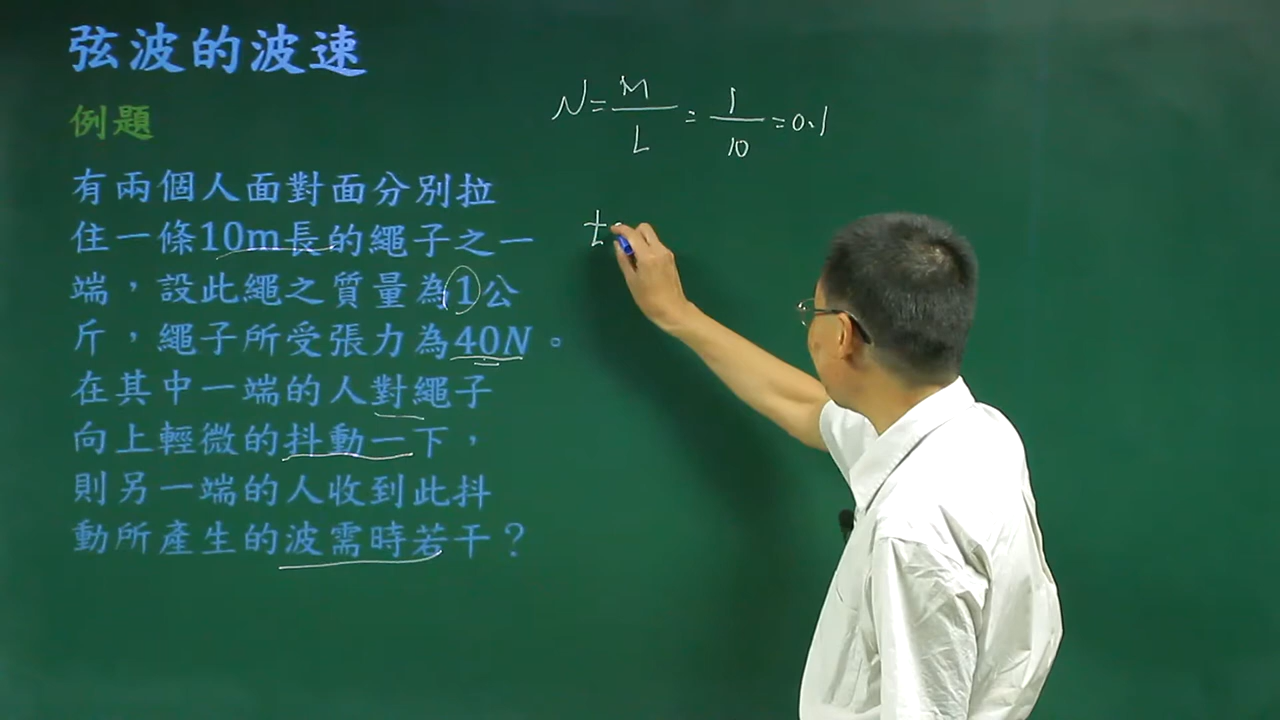 弦波的波速
例題
有兩個人面對面分別拉
住一條10m長的繩子之一
端，設此繩之質量為1公
斤，繩子所受張力為40N。
在其中一端的人對繩子
向上輕微的抖動一下，
則另一端的人收到此抖
動所產生的波需時若干？
N = M / L = 1 / 10 = 0.1
t